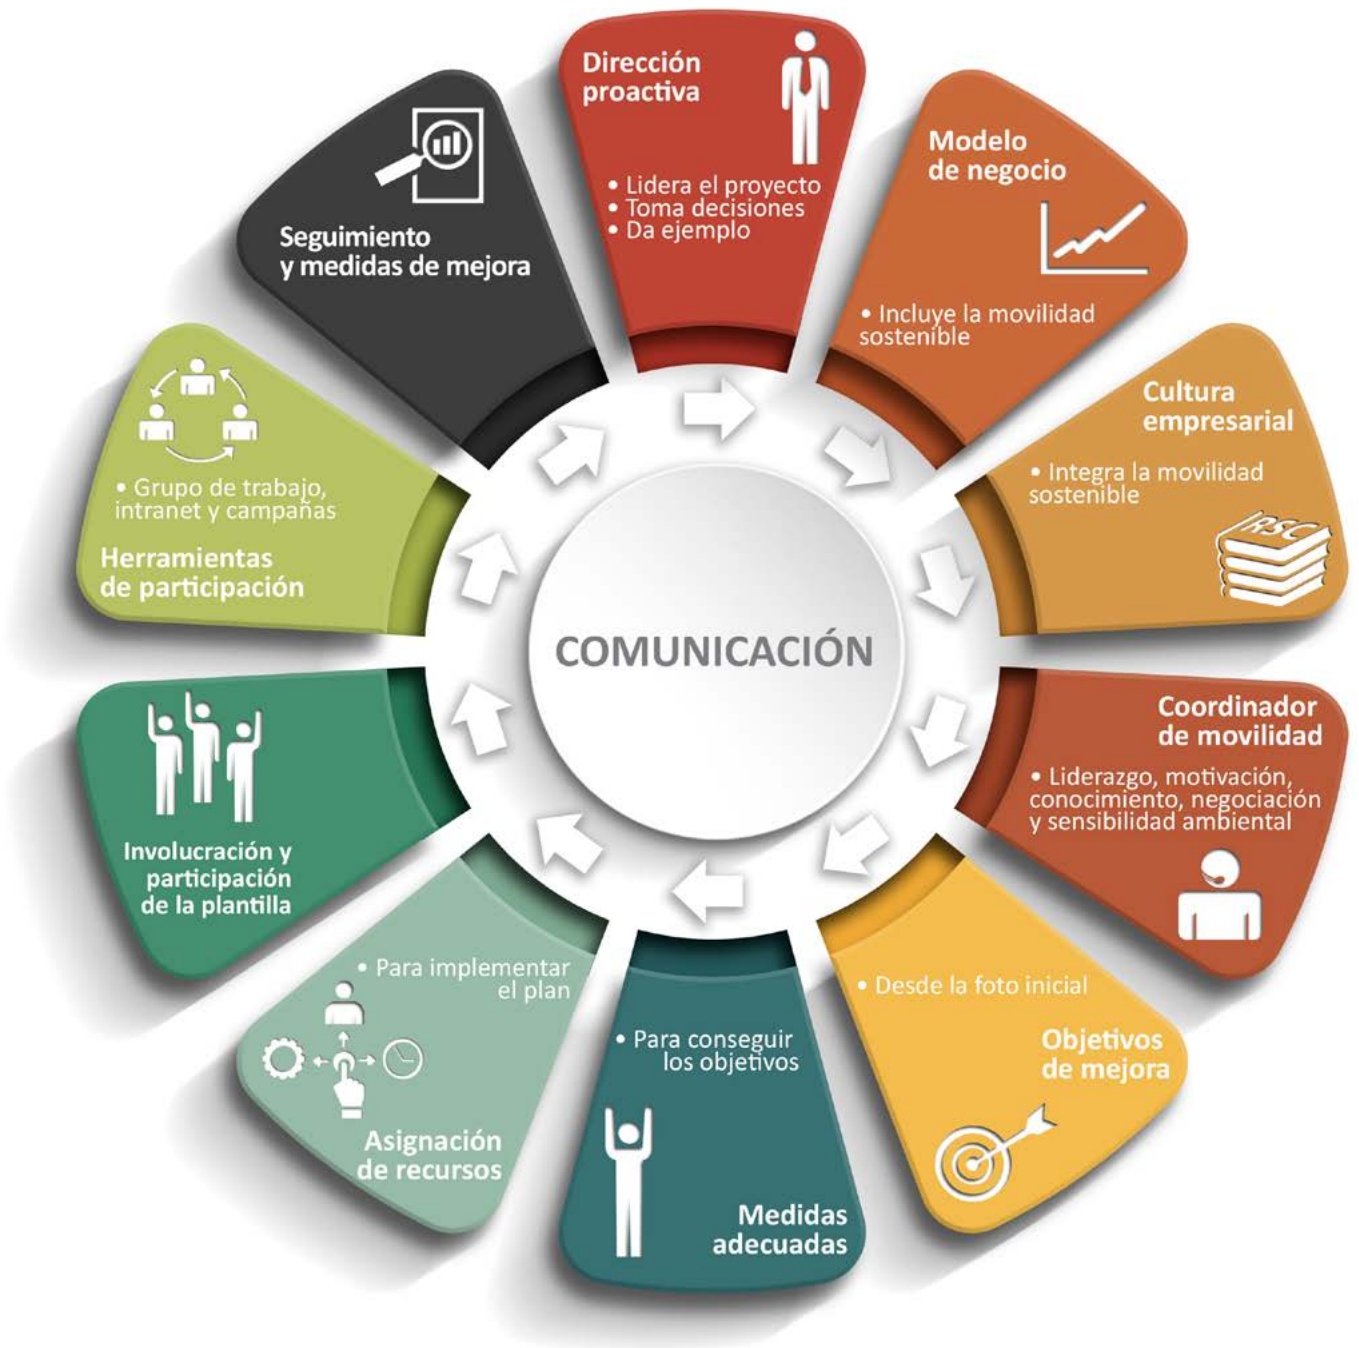 Dirección
proactiva
• Lidera el proyecto
• Toma decisiones
• Da ejemplo
Modelo
de negocio
• Incluye la movilidad
sostenible
Cultura
empresarial
• Integra la movilidad
sostenible
RSC
Coordinador
de movilidad
• Liderazgo, motivación,
conocimiento, negociación
y sensibilidad ambiental
• Desde la foto inicial
Objetivos
de mejora
• Para conseguir
los objetivos
Medidas
adecuadas
• Para implementar
el plan
Asignación
de recursos
Involucración y
participación
de la plantilla
• Grupo de trabajo,
intranet y campañas
Herramientas
de participación
Seguimiento
y medidas de mejora
COMUNICACIÓN